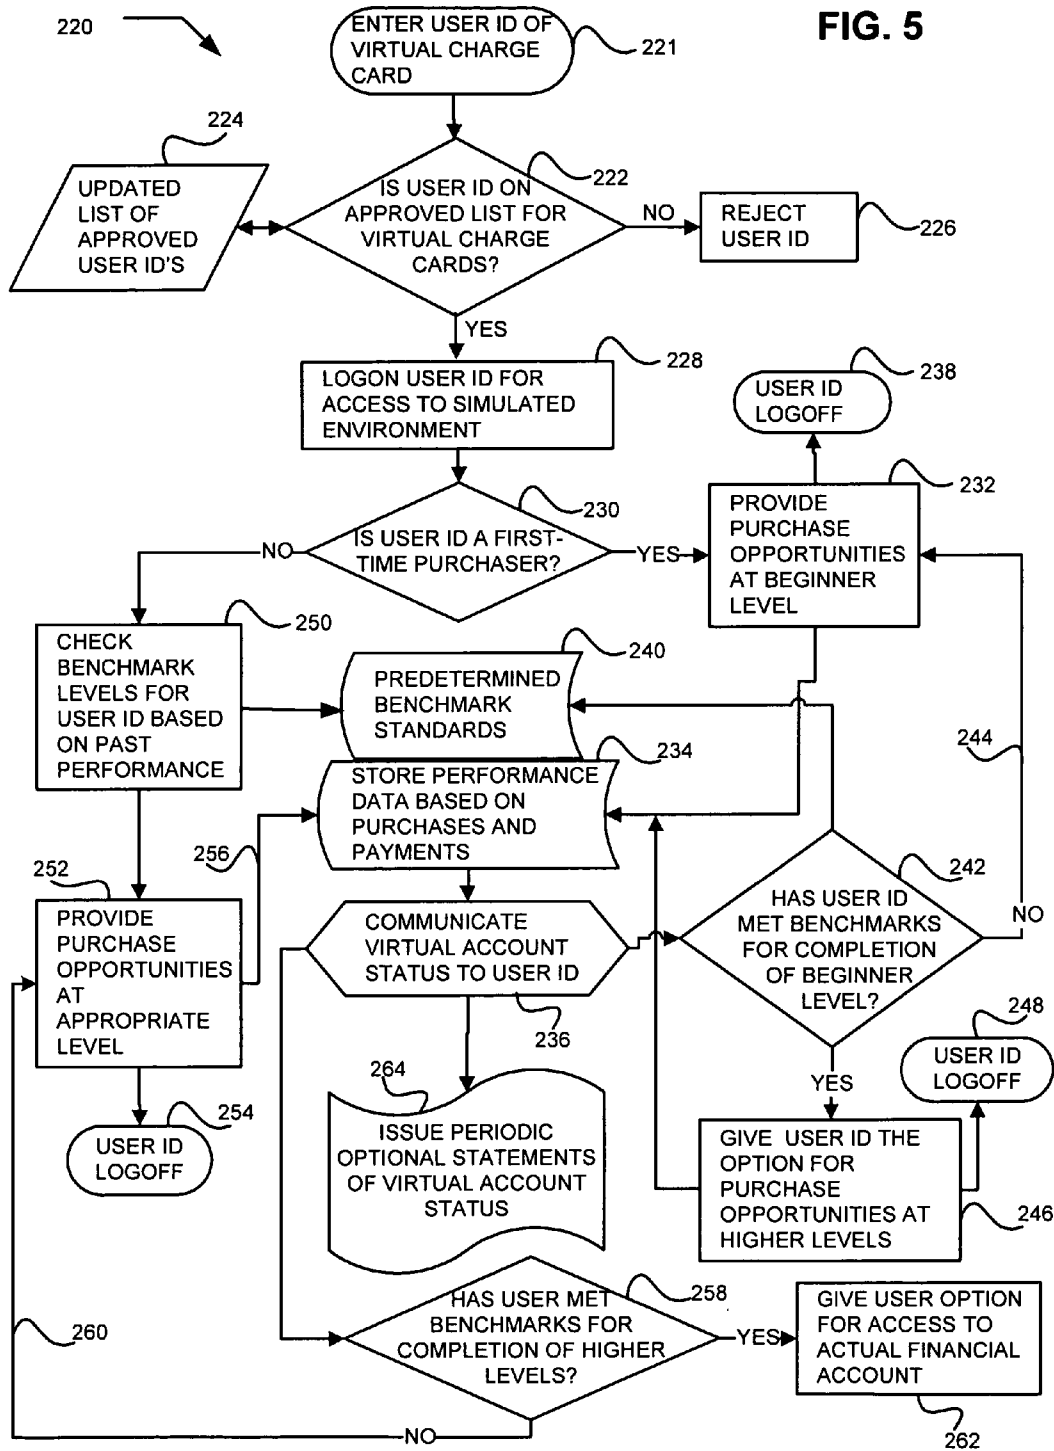 220
FIG. 5
ENTER USER ID OF
VIRTUAL CHARGE
CARD
221
224
UPDATED
LIST OF
APPROVED
USER ID'S
IS USER ID ON
APPROVED LIST FOR
VIRTUAL CHARGE
CARDS?
222
NO
REJECT
USER ID
226
YES
LOGON USER ID FOR
ACCESS TO SIMULATED
ENVIRONMENT
228
USER ID
LOGOFF
238
IS USER ID A FIRST-
TIME PURCHASER?
230
NO
YES
PROVIDE
PURCHASE
OPPORTUNITIES
AT BEGINNER
LEVEL
232
CHECK
BENCHMARK
LEVELS FOR
USER ID BASED
ON PAST
PERFORMANCE
250
PREDETERMINED
BENCHMARK
STANDARDS
240
STORE PERFORMANCE
DATA BASED ON
PURCHASES AND
PAYMENTS
234
244
256
252
PROVIDE
PURCHASE
OPPORTUNITIES
AT
APPROPRIATE
LEVEL
COMMUNICATE
VIRTUAL ACCOUNT
STATUS TO USER ID
236
HAS USER ID
MET BENCHMARKS
FOR COMPLETION
OF BEGINNER
LEVEL?
242
NO
YES
248
USER ID
LOGOFF
254
USER ID
LOGOFF
264
ISSUE PERIODIC
OPTIONAL STATEMENTS
OF VIRTUAL ACCOUNT
STATUS
GIVE USER ID THE
OPTION FOR
PURCHASE
OPPORTUNITIES AT
HIGHER LEVELS
246
260
HAS USER MET
BENCHMARKS FOR
COMPLETION OF HIGHER
LEVELS?
258
YES
GIVE USER OPTION
FOR ACCESS TO
ACTUAL FINANCIAL
ACCOUNT
262
NO